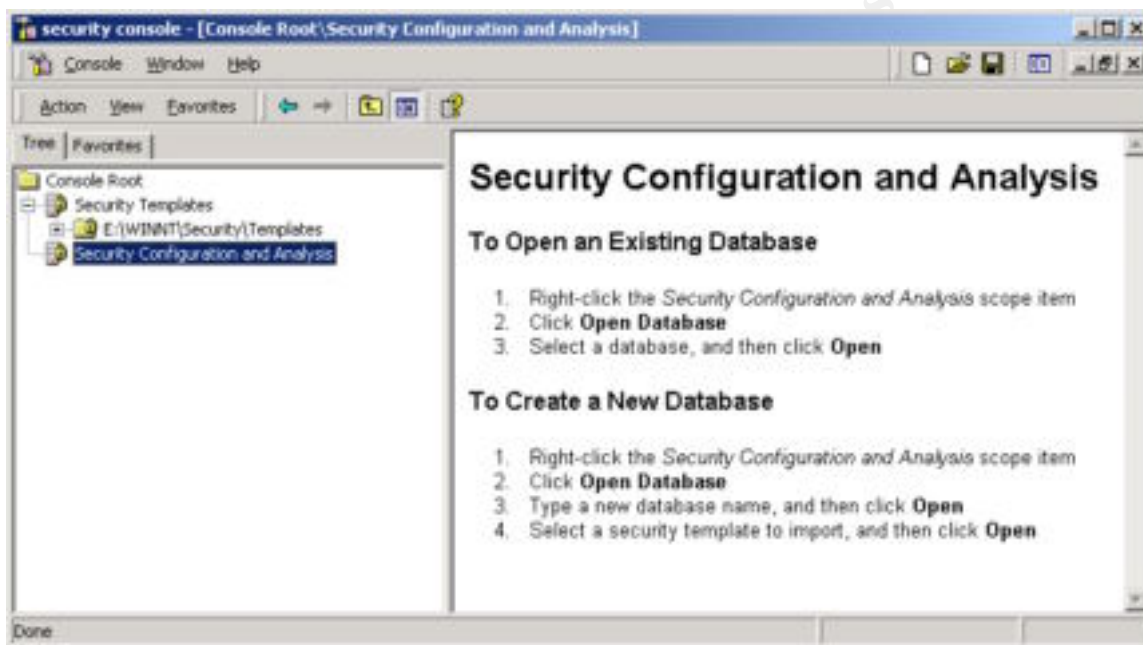 security console - [Console Root\Security Configuration and Analysis]
Console Window Help
Action View Favorites
Tree Favorites
Console Root
Security Templates
E:\WINNT\Security\Templates
Security Configuration and Analysis
Security Configuration and Analysis
To Open an Existing Database
1. Right-click the Security Configuration and Analysis scope item
2. Click Open Database
3. Select a database, and then click Open
To Create a New Database
1. Right-click the Security Configuration and Analysis scope item
2. Click Open Database
3. Type a new database name, and then click Open
4. Select a security template to import, and then click Open
Done